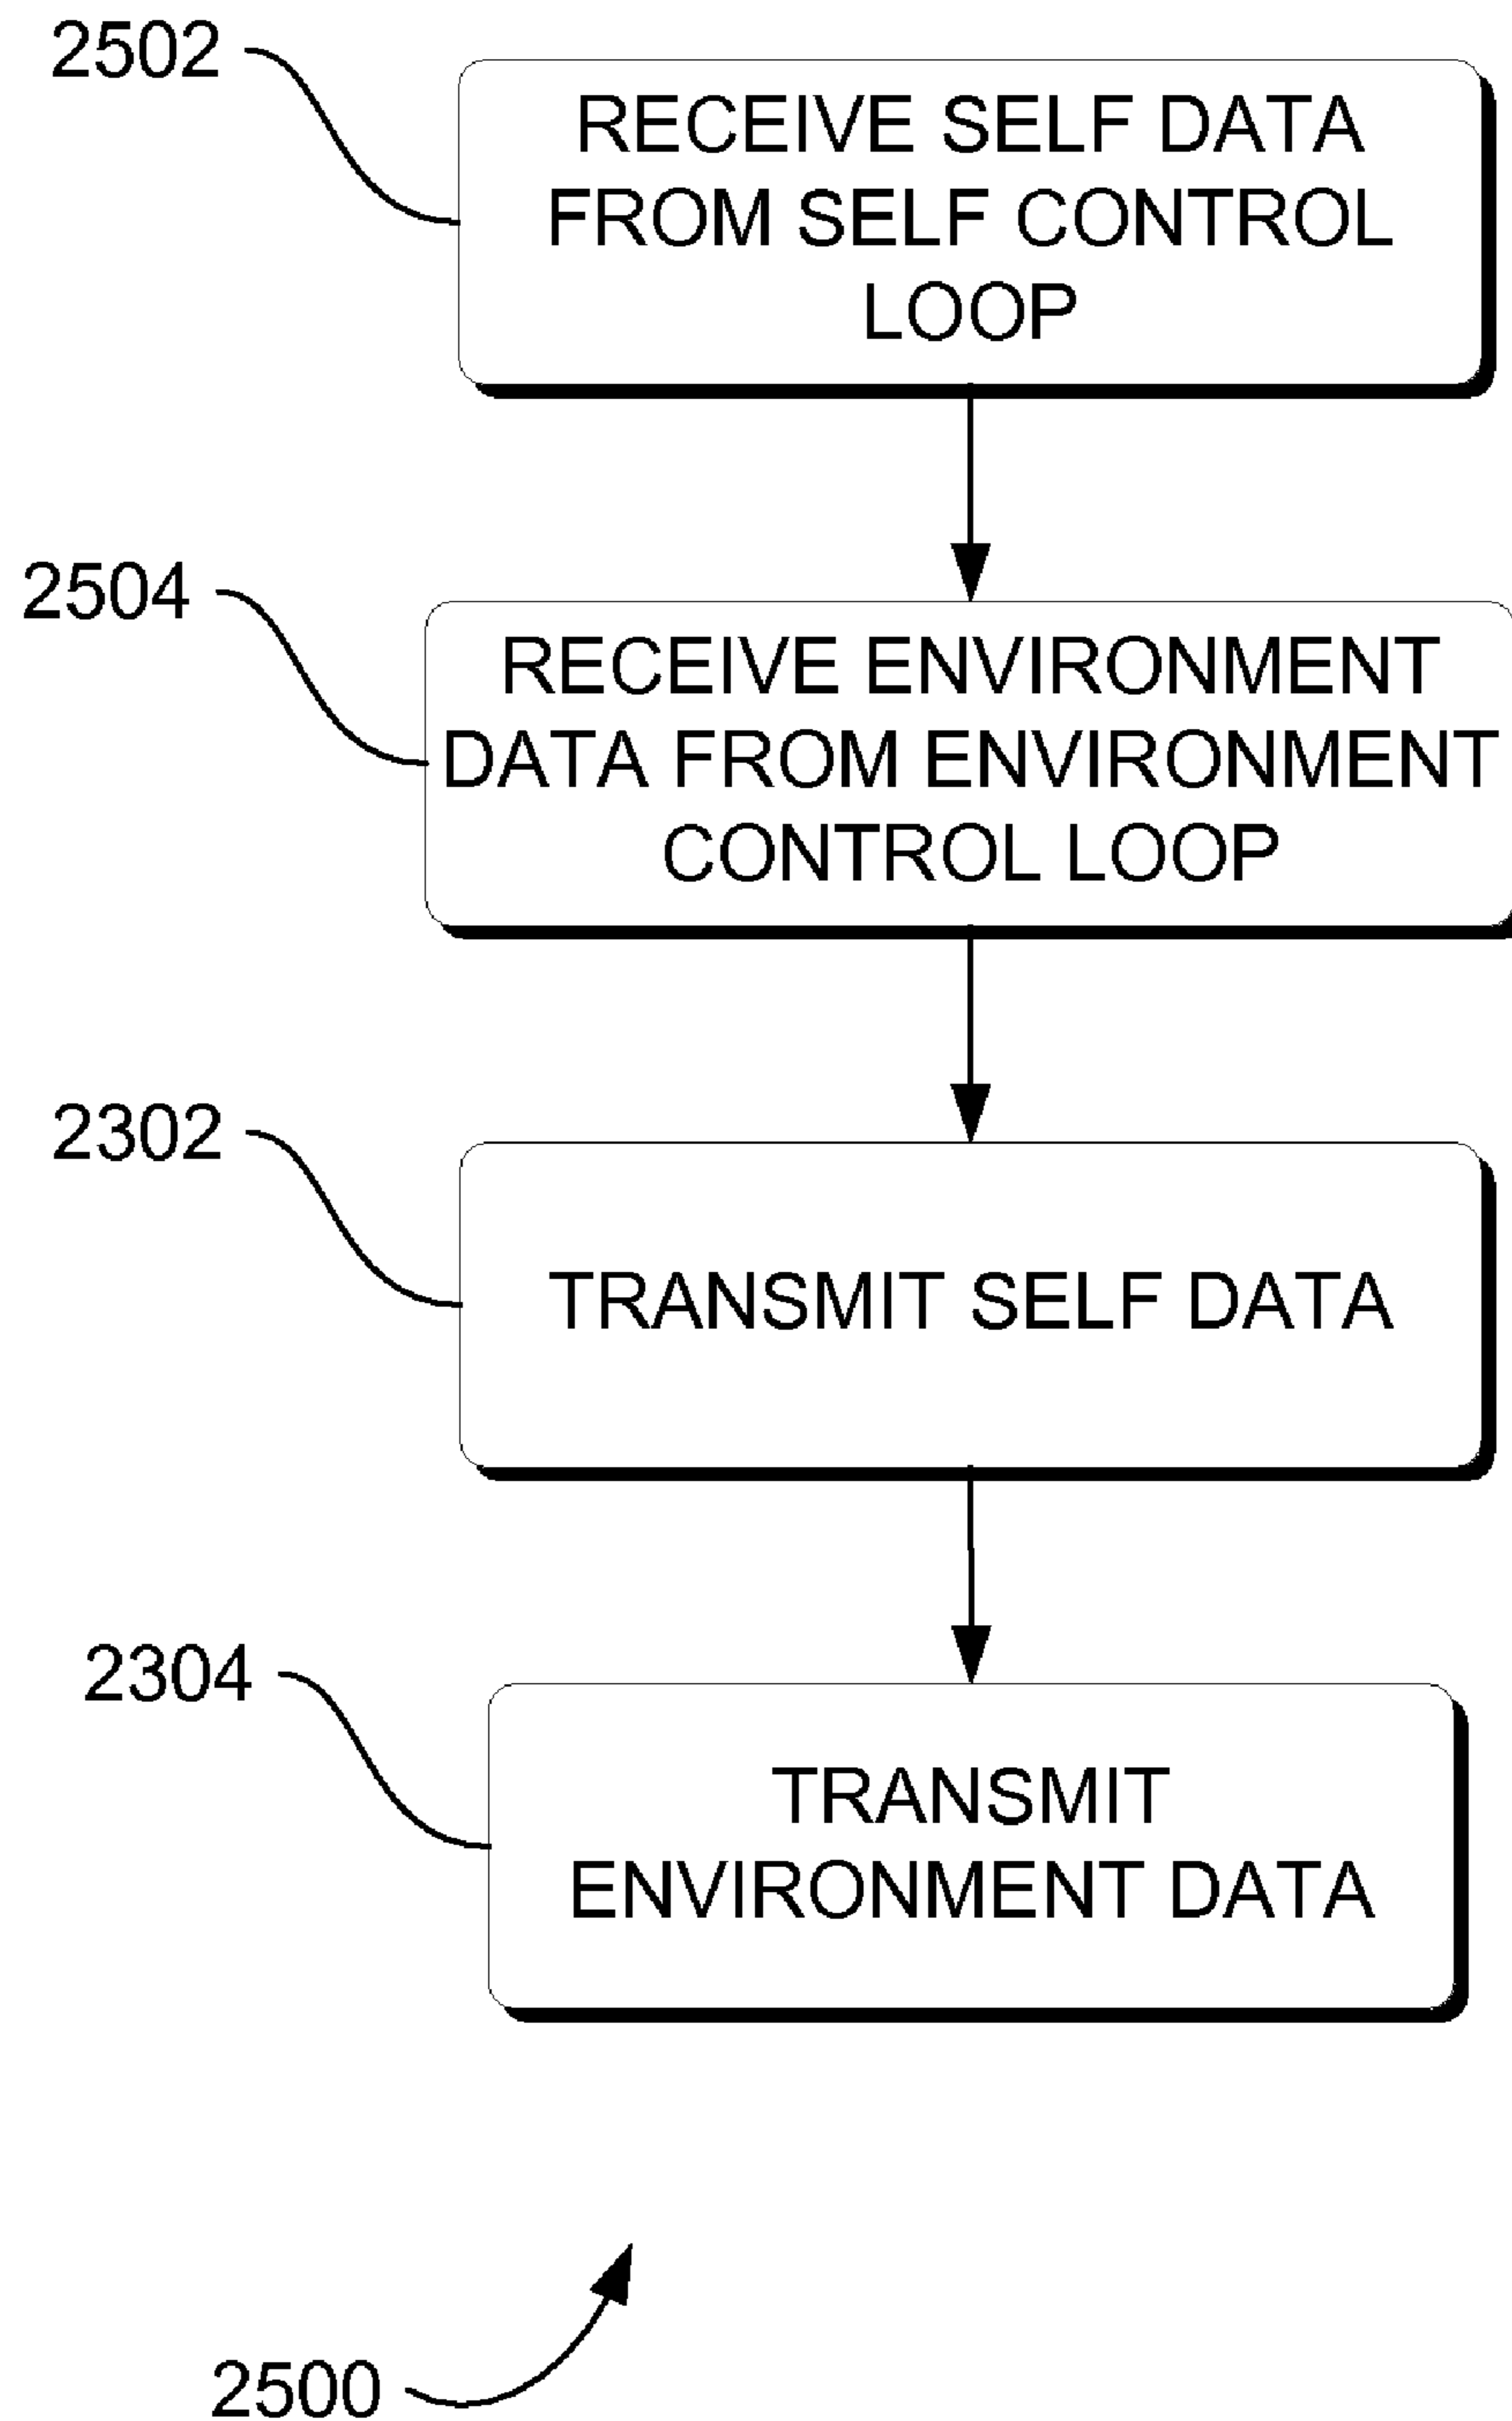 2502
RECEIVE SELF DATA
FROM SELF CONTROL
LOOP
2504
RECEIVE ENVIRONMENT
DATA FROM ENVIRONMENT
CONTROL LOOP
2302
TRANSMIT SELF DATA
2304
TRANSMIT
ENVIRONMENT DATA
2500